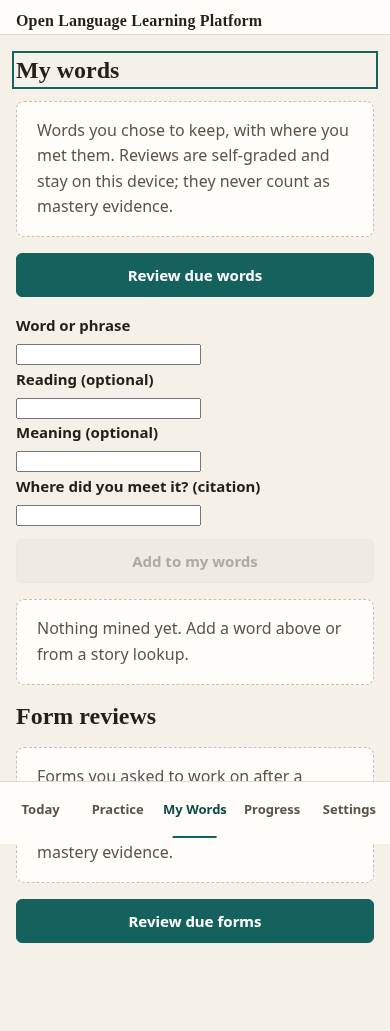 Open Language Learning Platform
My words
Words you chose to keep, with where you
met them. Reviews are self-graded and
stay on this device; they never count as
mastery evidence.
Review due words
Word or phrase
Reading (optional)
Meaning (optional)
Where did you meet it? (citation)
Add to my words
Nothing mined yet. Add a word above or
from a story lookup.
Form reviews
Forms you asked to work on after a
Today Practice My Words Progress Settings
mastery evidence.
Review due forms